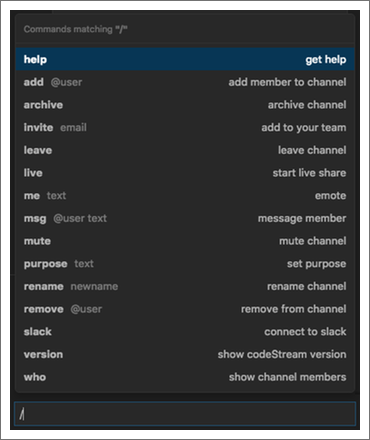 Commands matching "/"
help get help
add @user add member to channel
archive archive channel
invite email add to your team
leave leave channel
live start live share
me text emote
msg @user text message member
mute mute channel
purpose text set purpose
rename newname rename channel
remove @user remove from channel
slack connect to slack
version show codeStream version
who show channel members
/